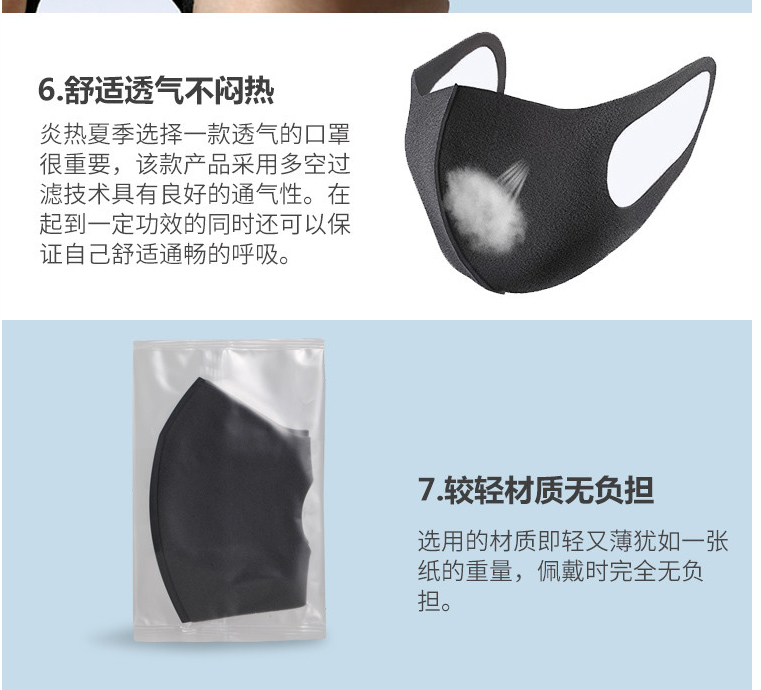 6.舒适透气不闷热
炎热夏季选择一款透气的口罩
很重要，该款产品采用多空过
滤技术具有良好的通气性。在
起到一定功效的同时还可以保
证自己舒适通畅的呼吸。
7.较轻材质无负担
选用的材质即轻又薄犹如一张
纸的重量，佩戴时完全无负
担。